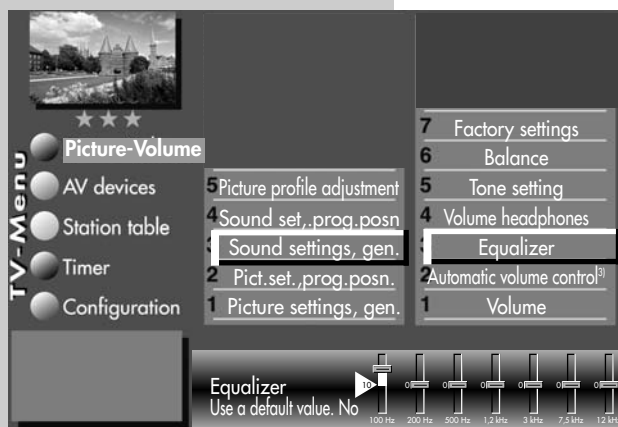 TV-Menu
Picture-Volume
AV devices
Station table
Timer
Configuration
5 Picture profile adjustment
4 Sound set,.prog.posn
3 Sound settings, gen.
2 Pict.set.,prog.posn.
1 Picture settings, gen.
7 Factory settings
6 Balance
5 Tone setting
4 Volume headphones
3 Equalizer
2 Automatic volume control3)
1 Volume
Equalizer
Use a default value. No
10 0 0 0 0 0 0
100 Hz 200 Hz 500 Hz 1,2 kHz 3 kHz 7,5 kHz 12 kHz